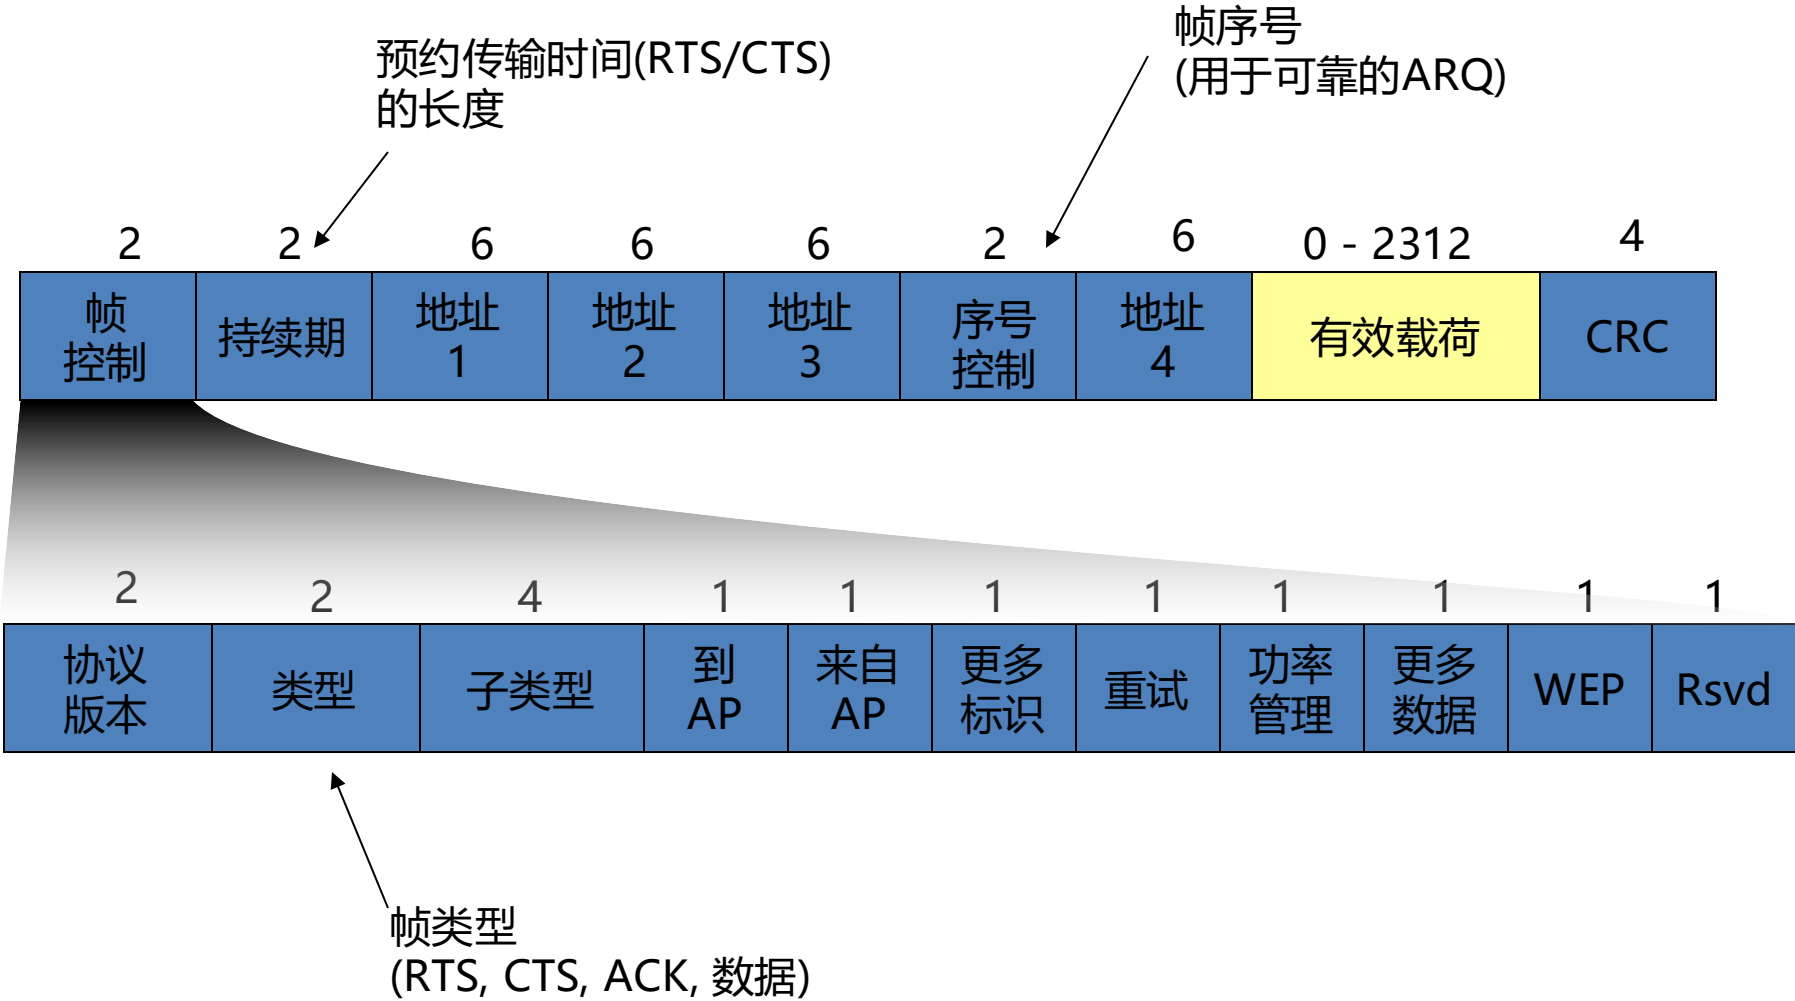 预约传输时间(RTS/CTS)
的长度
帧序号
(用于可靠的ARQ)
2 2 6 6 6 2 6 0 - 2312 4
帧
控制
持续期
地址
1
地址
2
地址
3
序号
控制
地址
4
有效载荷
CRC
2 2 4 1 1 1 1 1 1 1 1
协议
版本
类型
子类型
到
AP
来自
AP
更多
标识
重试
功率
管理
更多
数据
WEP
Rsvd
帧类型
(RTS, CTS, ACK, 数据)